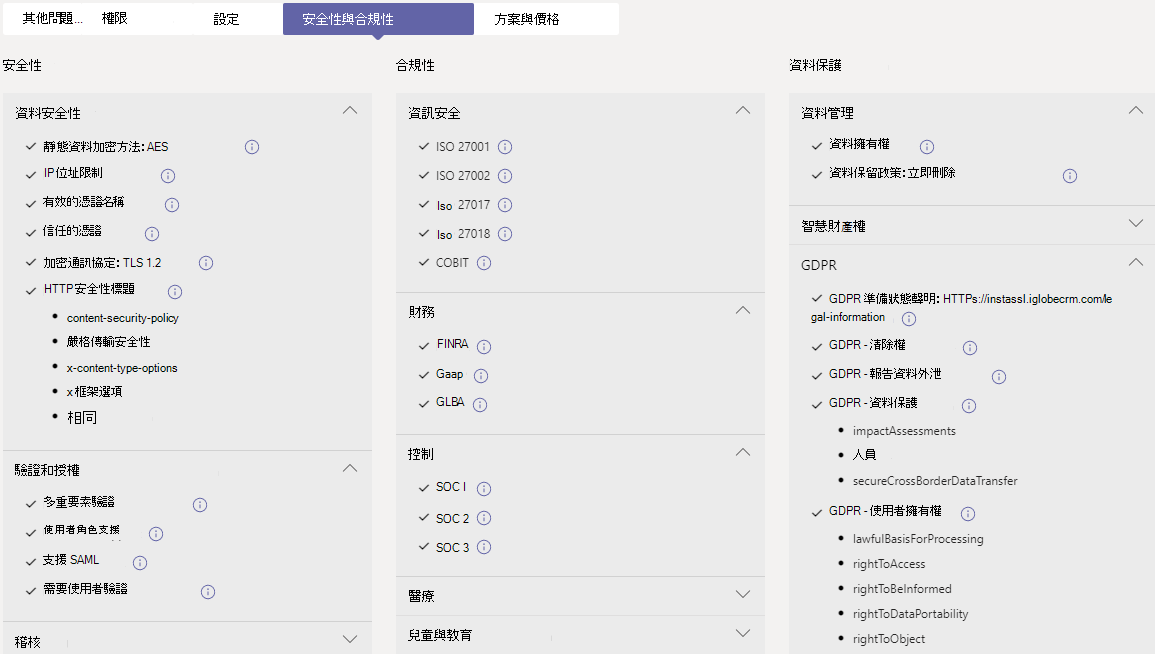 其他問題...
權限
設定
安全性與合規性
方案與價格
安全性
資料安全性
靜態資料加密方法: AES
IP 位址限制
有效的憑證名稱
信任的憑證
加密通訊協定: TLS 1.2
HTTP 安全性標題
content-security-policy
嚴格傳輸安全性
x-content-type-options
x 框架選項
相同
驗證和授權
多重要素驗證
使用者角色支援
支援 SAML
需要使用者驗證
稽核
合規性
資訊安全
ISO 27001
ISO 27002
Iso 27017
Iso 27018
COBIT
財務
FINRA
Gaap
GLBA
控制
SOC I
SOC 2
SOC 3
醫療
兒童與教育
資料保護
資料管理
資料擁有權
資料保留政策: 立即刪除
智慧財產權
GDPR
GDPR 準備狀態聲明: HTTPs://instassl.iglobecrm.com/le
gal-information
GDPR - 清除權
GDPR - 報告資料外泄
GDPR - 資料保護
impactAssessments
人員
secureCrossBorderDataTransfer
GDPR - 使用者擁有權
lawfulBasisForProcessing
rightToAccess
rightToBeInformed
rightToDataPortability
rightToObject